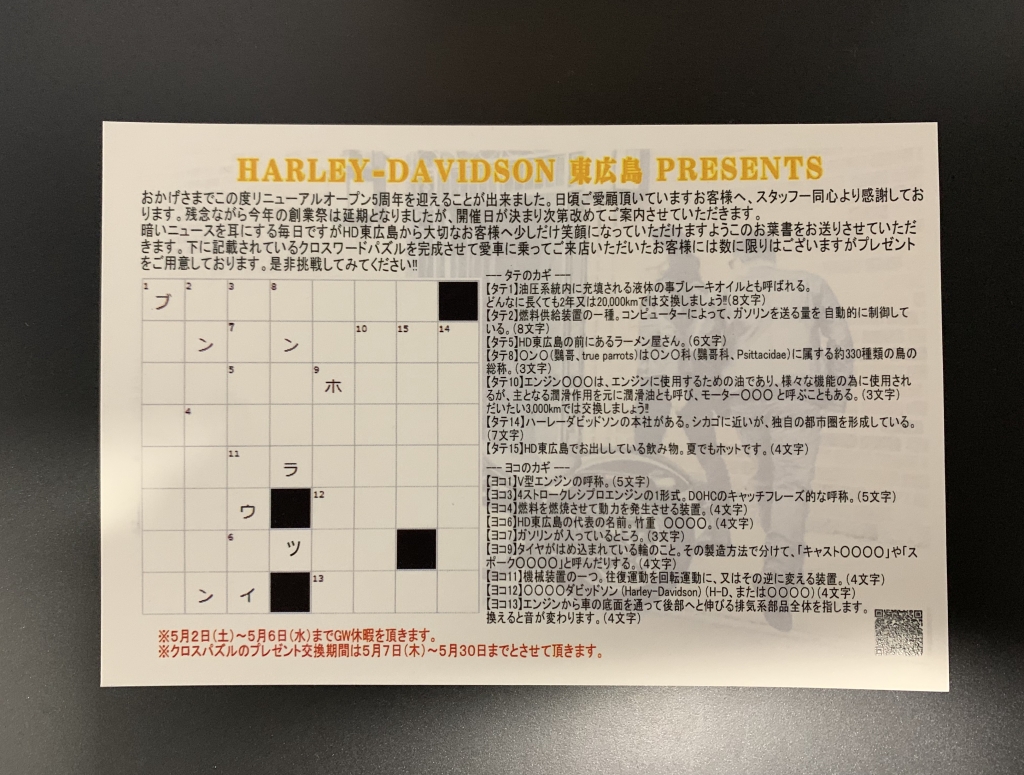 HARLEY-DAVIDSON 東広島 PRESENTS
おかげさまでこの度リニューアルオープン5周年を迎えることが出来ました。日頃ご愛顧頂いていますお客様へ、スタッフ一同心より感謝してお
ります。残念ながら今年の創業祭は延期となりましたが、開催日が決まり次第改めてご案内させていただきます。
暗いニュースを耳にする毎日ですがHD東広島から大切なお客様へ少しだけ笑顔になっていただけますようこのお葉書をお送りさせていただ
きます。下に記載されているクロスワードパズルを完成させて愛車に乗ってご来店いただいたお客様には数に限りはございますがプレゼント
をご用意しております。是非挑戦してみてください!!
1 ブ 2 3 8
ン 7 ン 10 15 14
5 9 ホ
4
11 ラ
ウ 12
6 ツ
ン イ 13
--- タテのカギ ---
【タテ1】油圧系統内に充填される液体の事ブレーキオイルとも呼ばれる。
どんなに長くても2年又は20,000kmでは交換しましょう!!(8文字)
【タテ2】燃料供給装置の一種。コンピューターによって、ガソリンを送る量を 自動的に制御して
いる。(8文字)
【タテ5】HD東広島の前にあるラーメン屋さん。(6文字)
【タテ8】〇ン〇(鸚哥、true parrots)は〇ン〇科(鸚哥科、Psittacidae)に属する約330種類の鳥の
総称。(3文字)
【タテ10】エンジン〇〇〇は、エンジンに使用するための油であり、様々な機能の為に使用され
るが、主となる潤滑作用を元に潤滑油とも呼び、モーター〇〇〇 と呼ぶこともある。(3文字)
だいたい3,000kmでは交換しましょう!!
【タテ14】ハーレーダビッドソンの本社がある。シカゴに近いが、独自の都市圏を形成している。
(7文字)
【タテ15】HD東広島でお出ししている飲み物。夏でもホットです。(4文字)
--- ヨコのカギ ---
【ヨコ1】V型エンジンの呼称。(5文字)
【ヨコ3】4ストロークレシプロエンジンの1形式。DOHCのキャッチフレーズ的な呼称。(5文字)
【ヨコ4】燃料を燃焼させて動力を発生させる装置。(4文字)
【ヨコ6】HD東広島の代表の名前。竹重 〇〇〇〇。(4文字)
【ヨコ7】ガソリンが入っているところ。(3文字)
【ヨコ9】タイヤがはめ込まれている輪のこと。その製造方法で分けて、「キャスト〇〇〇〇」や「ス
ポーク〇〇〇〇」と呼んだりする。(4文字)
【ヨコ11】機械装置の一つ。往復運動を回転運動に、又はその逆に変える装置。(4文字)
【ヨコ12】〇〇〇〇ダビッドソン (Harley-Davidson) (H-D、または〇〇〇〇)(4文字)
【ヨコ13】エンジンから車の底面を通って後部へと伸びる排気系部品全体を指します。
換えると音が変わります。(4文字)
※5月2日(土)～5月6日(水)までGW休暇を頂きます。
※クロスパズルのプレゼント交換期間は5月7日(木)～5月30日までとさせて頂きます。